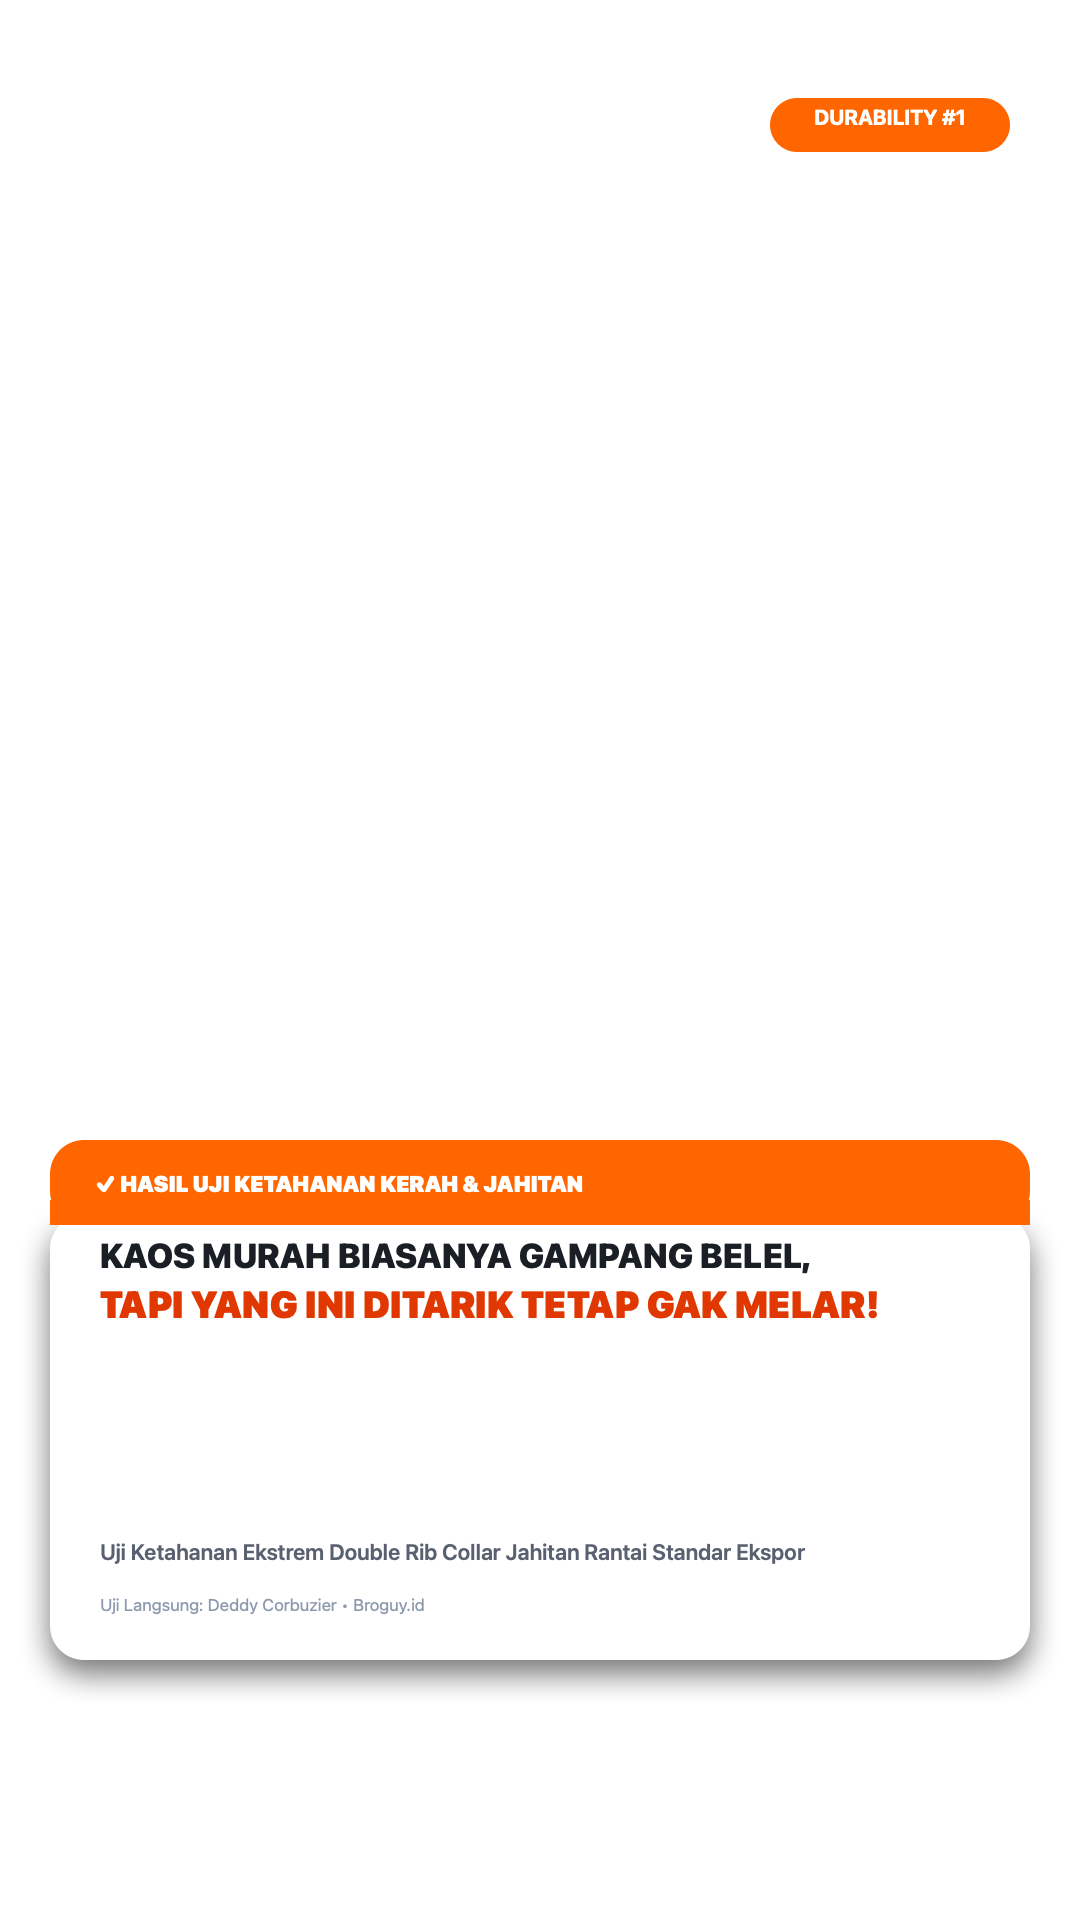 DURABILITY #1
✓ HASIL UJI KETAHANAN KERAH & JAHITAN
KAOS MURAH BIASANYA GAMPANG BELEL,
TAPI YANG INI DITARIK TETAP GAK MELAR!
Uji Ketahanan Ekstrem Double Rib Collar Jahitan Rantai Standar Ekspor
Uji Langsung: Deddy Corbuzier • Broguy.id